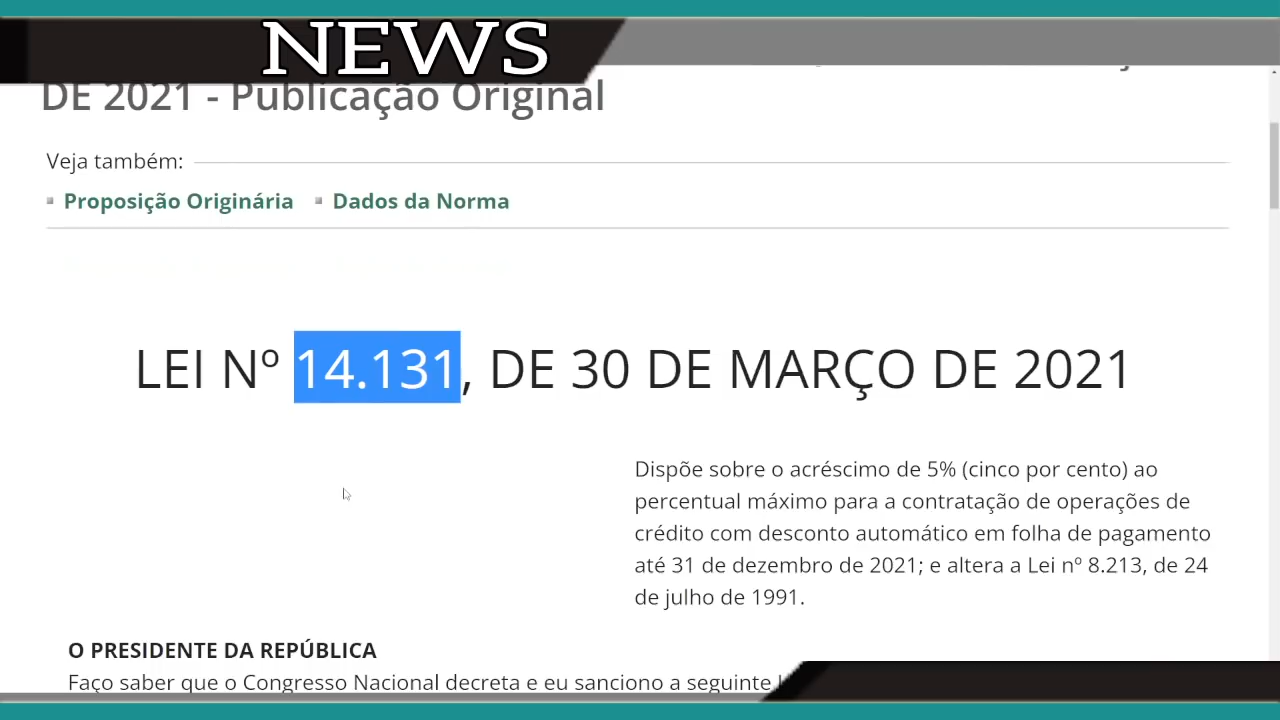 NEWS
DE 2021 - Publicação Original
Veja também:
Proposição Originária Dados da Norma
LEI Nº 14.131, DE 30 DE MARÇO DE 2021
Dispõe sobre o acréscimo de 5% (cinco por cento) ao
percentual máximo para a contratação de operações de
crédito com desconto automático em folha de pagamento
até 31 de dezembro de 2021; e altera a Lei nº 8.213, de 24
de julho de 1991.
O PRESIDENTE DA REPÚBLICA
Faço saber que o Congresso Nacional decreta e eu sanciono a seguinte